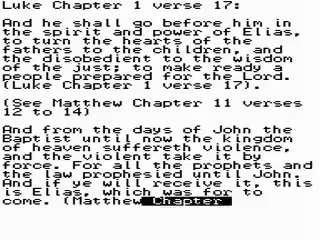 Luke Chapter 1 verse 17:
And he shall go before him in
the spirit and power of Elias,
to turn the hearts of the
fathers to the children, and
the disobedient to the wisdom
of the just; to make ready a
people prepared for the Lord.
(Luke Chapter 1 verse 17).
(See Matthew Chapter 11 verses
12 to 14)
And from the days of John the
Baptist until now the kingdom
of heaven suffereth violence,
and the violent take it by
force. For all the prophets and
the law prophesied until John.
And if ye will receive it, this
is Elias, which was for to
come. (Matthew Chapter